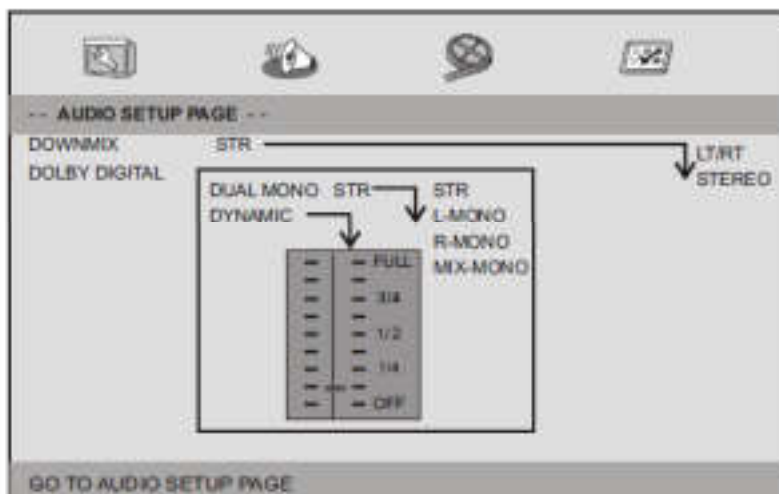 -- AUDIO SETUP PAGE --
DOWNMIX STR LT/RT
STEREO
DOLBY DIGITAL
DUAL MONO STR STR
DYNAMIC L-MONO
R-MONO
FULL MIX-MONO
3/4
1/2
1/4
OFF
GO TO AUDIO SETUP PAGE